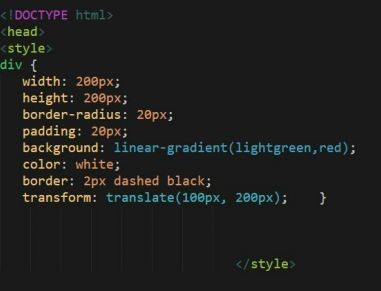 <!DOCTYPE html>
<head>
<style>
div {
width: 200px;
height: 200px;
border-radius: 20px;
padding: 20px;
background: linear-gradient(lightgreen,red);
color: white;
border: 2px dashed black;
transform: translate(100px, 200px); }
</style>